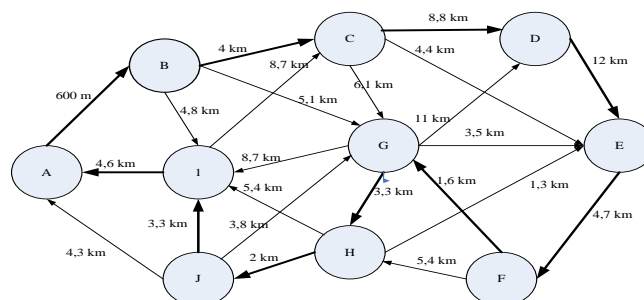 8,8 km
C
D
4 km
4,4 km
12 km
B
8,7 km
6,1 km
600 m
5,1 km
4,8 km
11 km
3,5 km
G
E
A
4,6 km
I
8,7 km
5,4 km
3,3 km
1,6 km
1,3 km
4,7 km
3,3 km
3,8 km
4,3 km
H
2 km
5,4 km
J
F